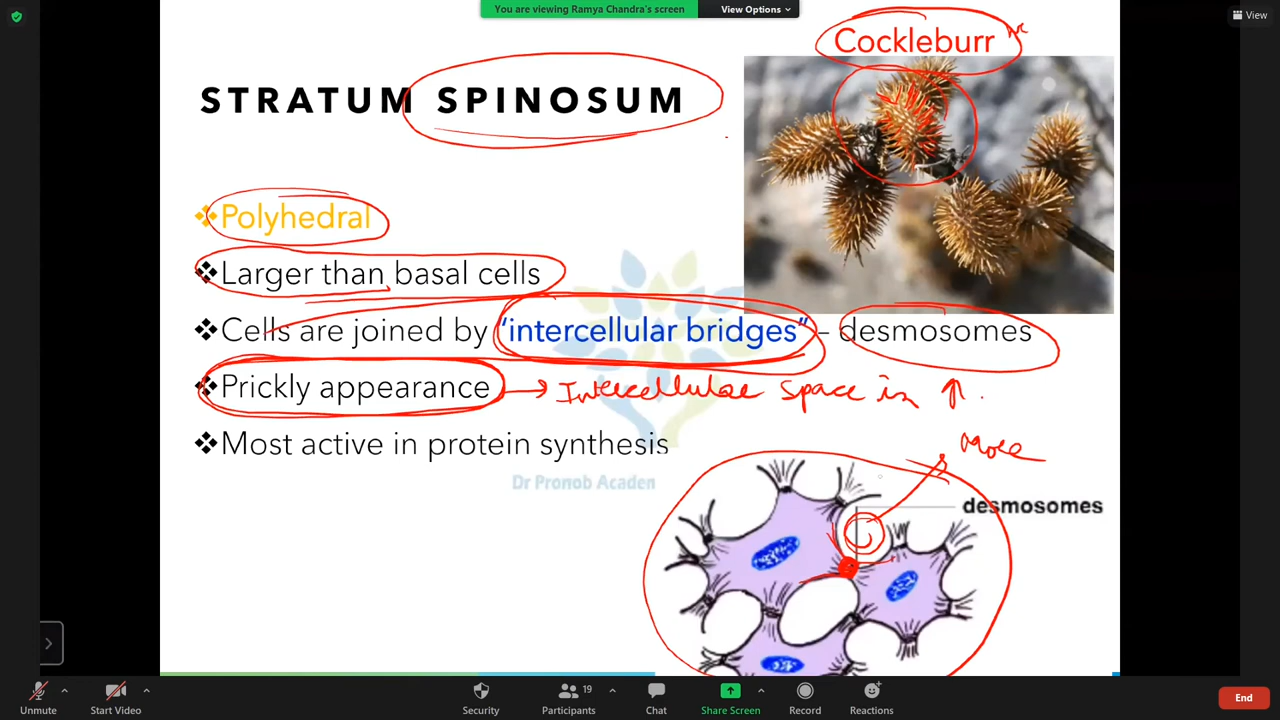 You are viewing Ramya Chandra's screen
View Options
View
Cockleburr
STRATUM SPINOSUM
❖Polyhedral
❖Larger than basal cells
❖Cells are joined by 'intercellular bridges" – desmosomes
❖Prickly appearance → Intercellular space is ↑.
❖Most active in protein synthesis
More
Dr Pronob Acaden
desmosomes
Unmute
Start Video
Security
19
Participants
Chat
Share Screen
Record
Reactions
End